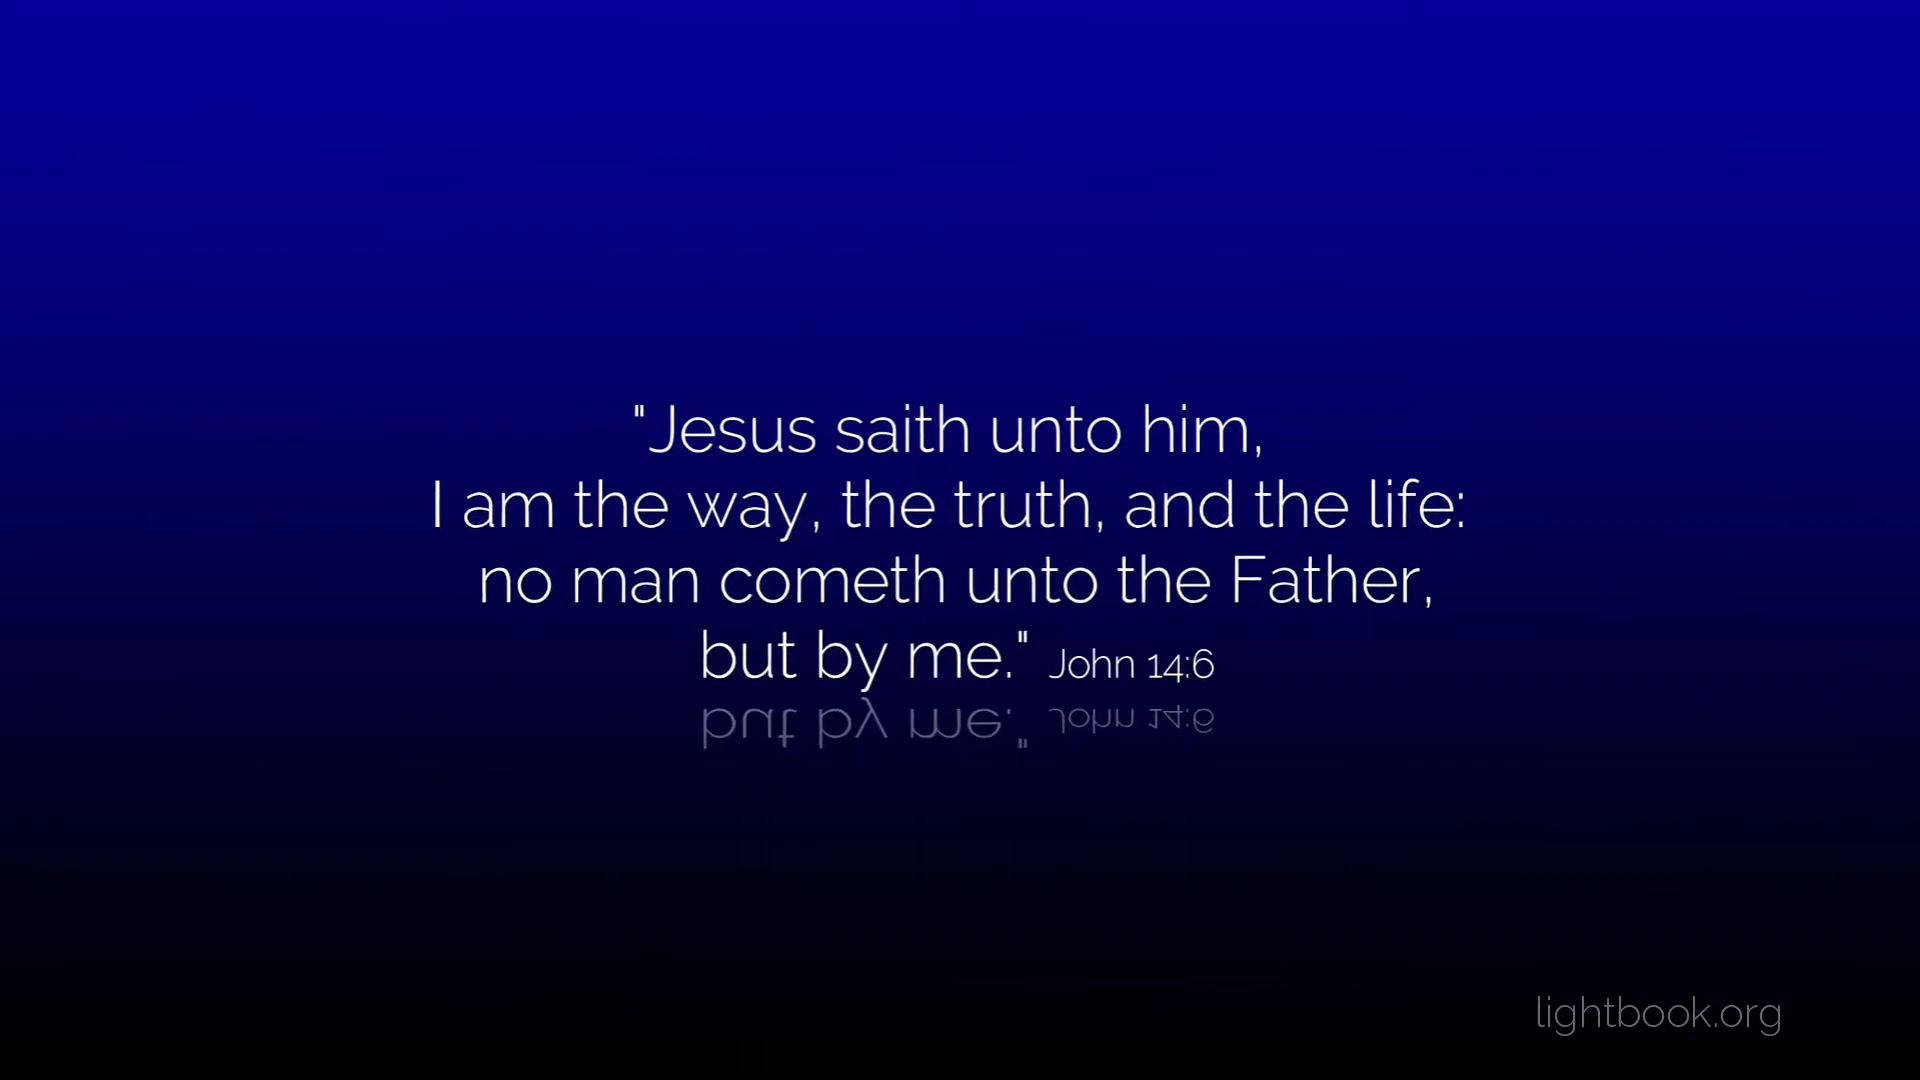 "Jesus saith unto him,
I am the way, the truth, and the life:
no man cometh unto the Father,
but by me." John 14:6
lightbook.org